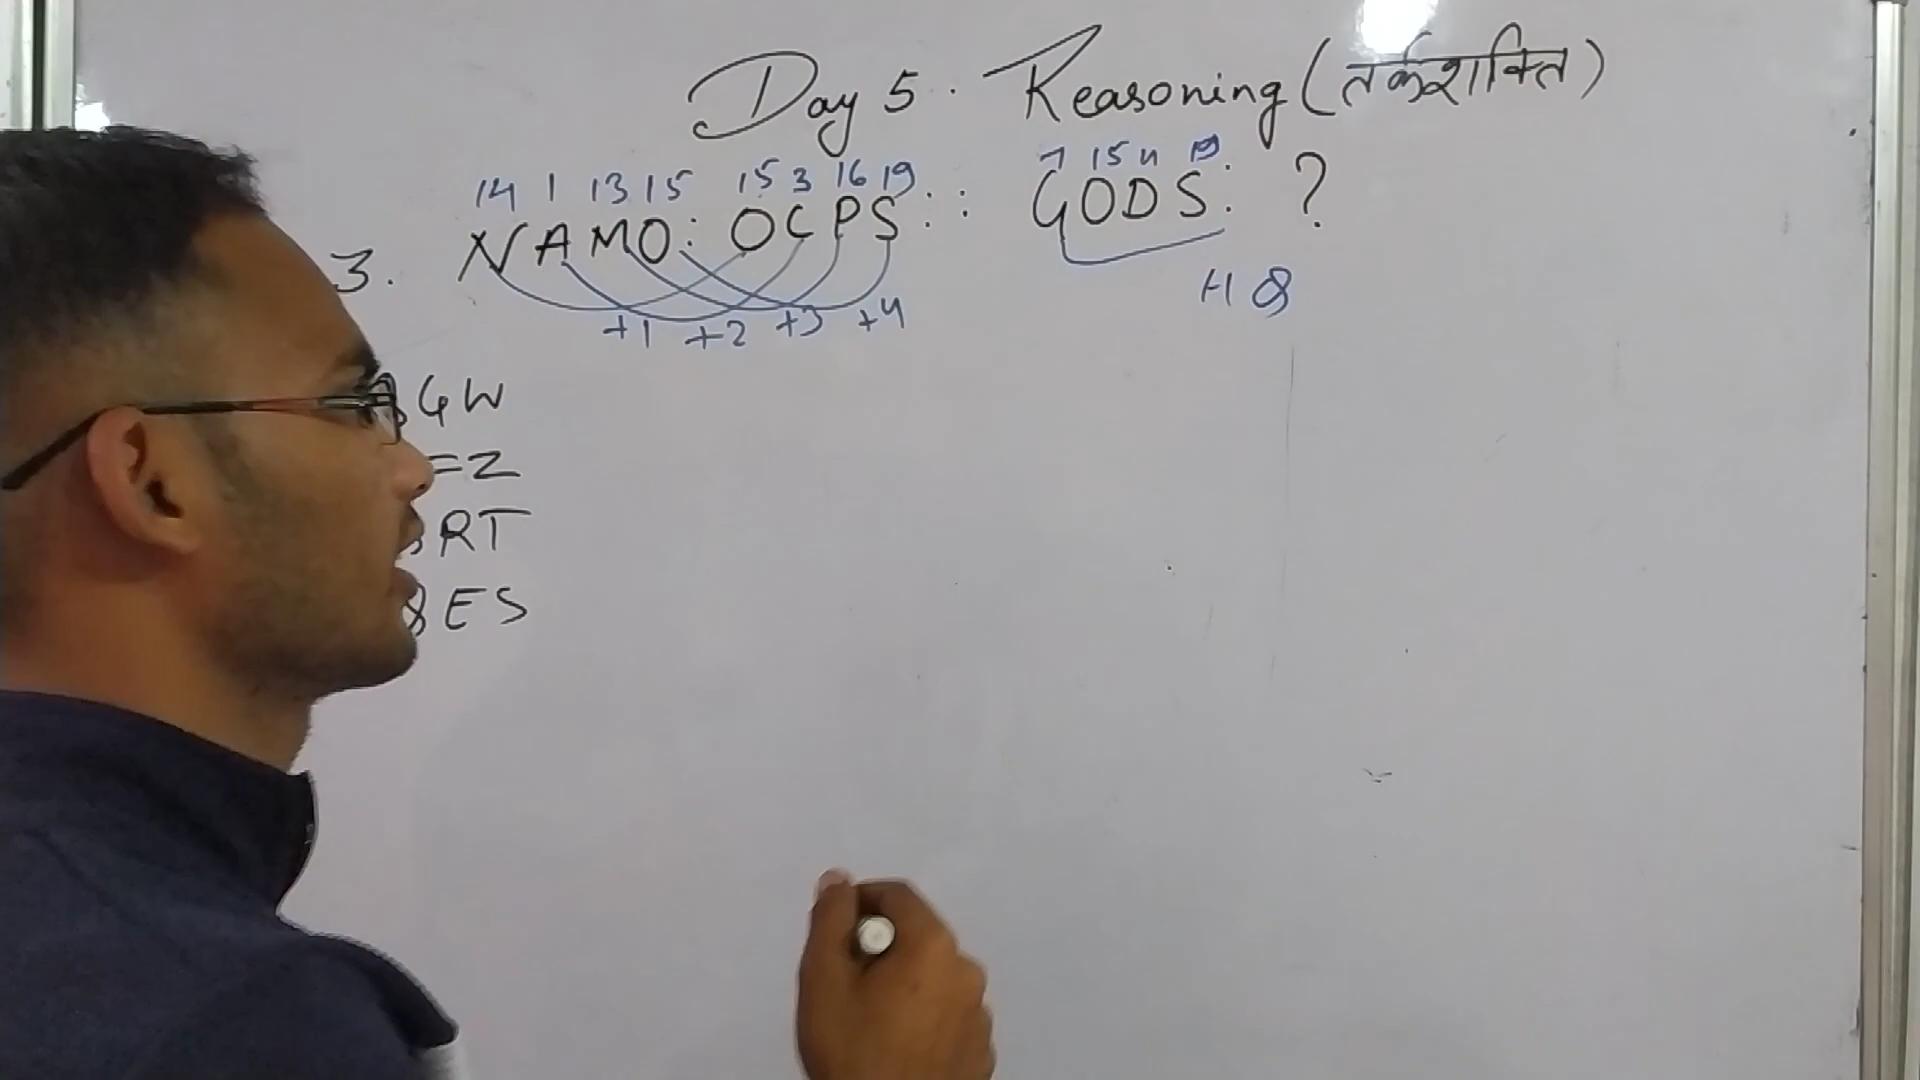 Day 5. Reasoning (तर्कशक्ति)
14 1 13 15 15 3 16 19 7 15 4 19
3. NAMO : OCPS :: GODS : ?
+1 +2 +3 +4
H Q
GW
Z
RT
ES